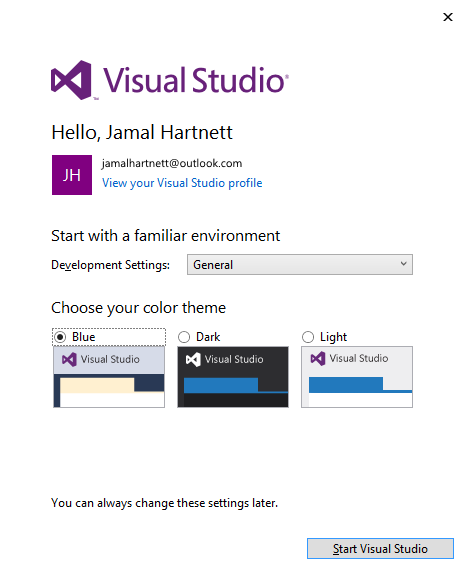 Visual Studio®
™
Hello, Jamal Hartnett
JH
jamalhartnett@outlook.com
View your Visual Studio profile
Start with a familiar environment
Development Settings: General
Choose your color theme
Blue Dark Light
Visual Studio Visual Studio Visual Studio
You can always change these settings later.
Start Visual Studio